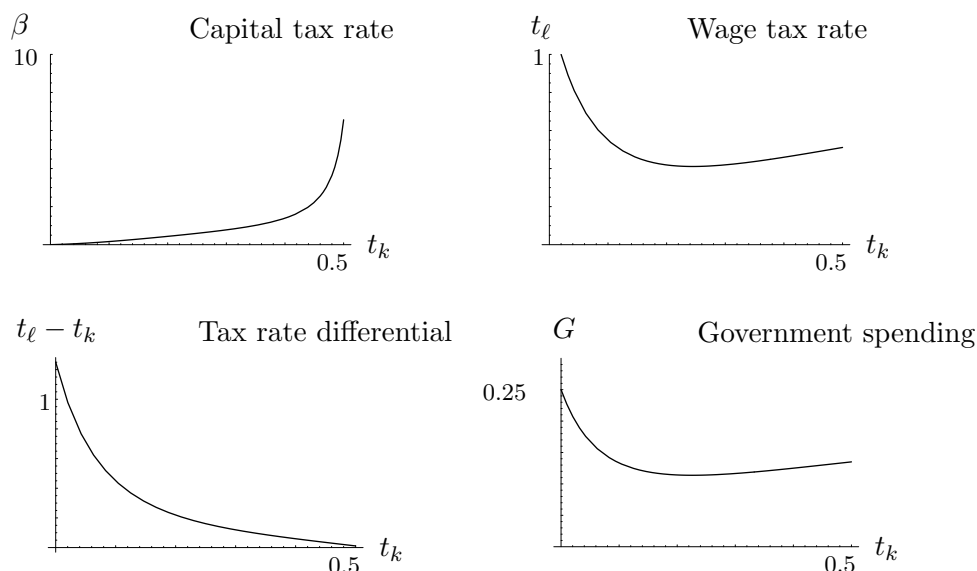 β
Capital tax rate
10
t_k
0.5
t_ℓ
Wage tax rate
1
t_k
0.5
t_ℓ − t_k
Tax rate differential
1
t_k
0.5
G
Government spending
0.25
t_k
0.5